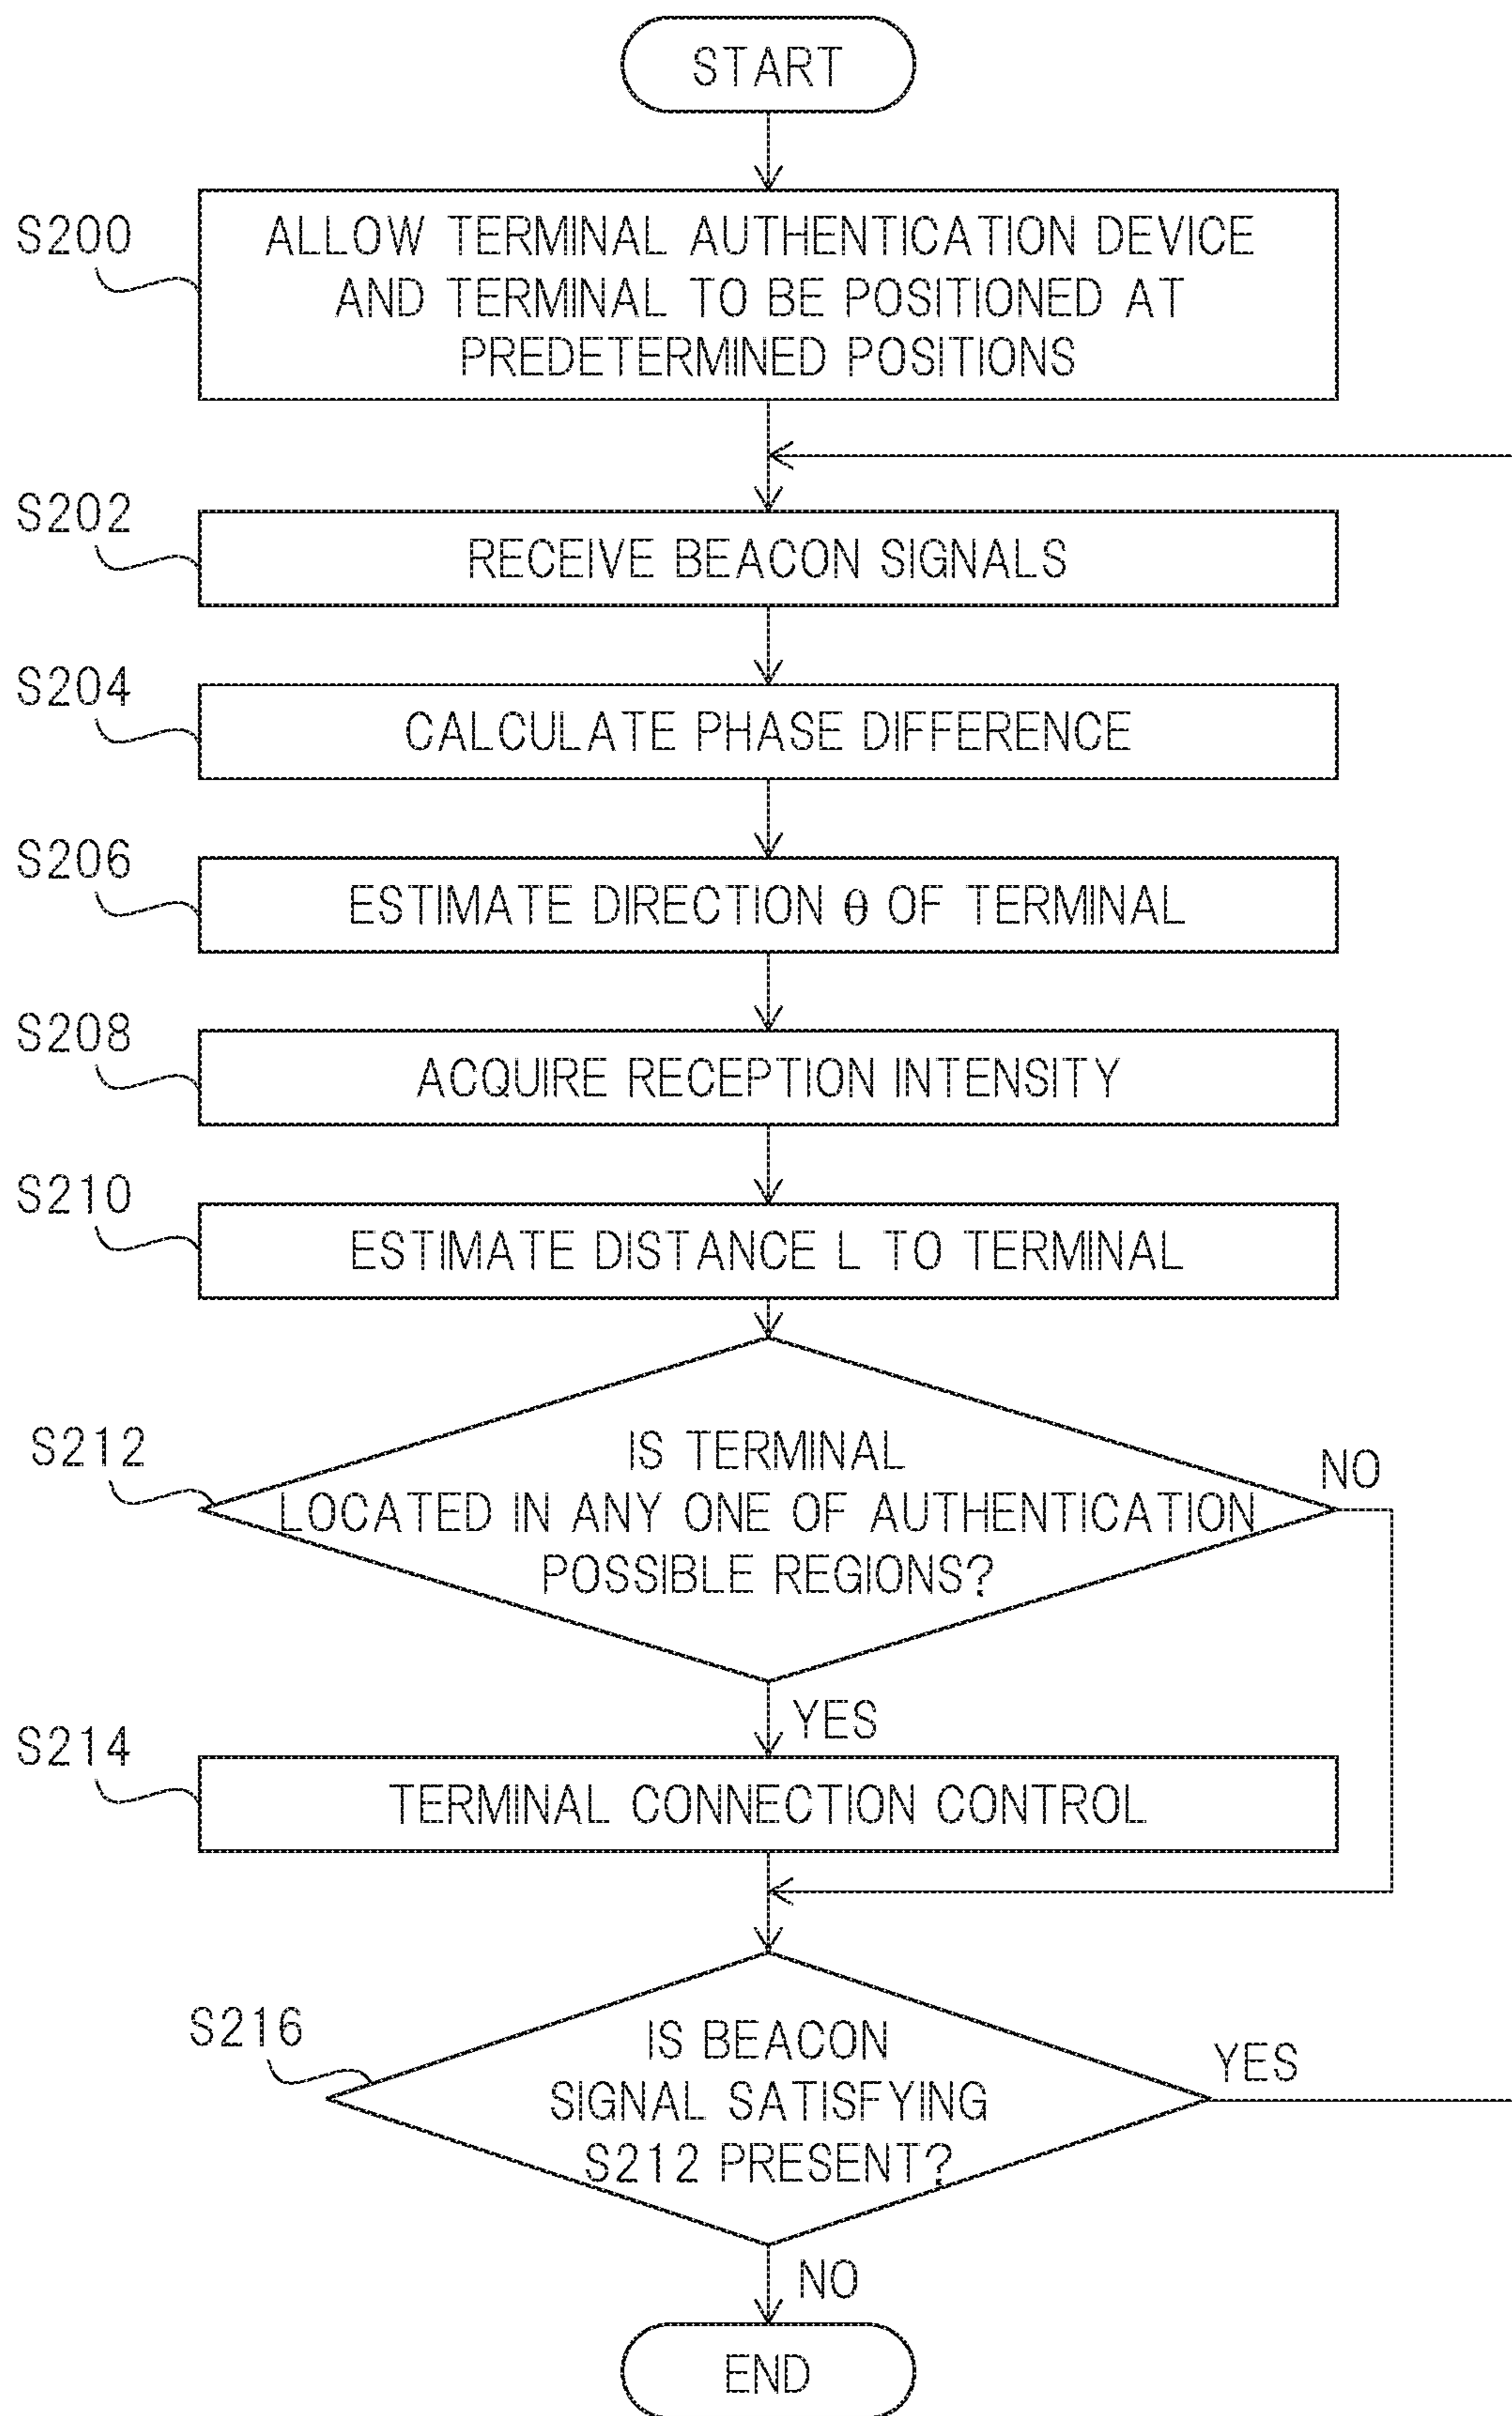 START
S200
ALLOW TERMINAL AUTHENTICATION DEVICE
AND TERMINAL TO BE POSITIONED AT
PREDETERMINED POSITIONS
S202
RECEIVE BEACON SIGNALS
S204
CALCULATE PHASE DIFFERENCE
S206
ESTIMATE DIRECTION θ OF TERMINAL
S208
ACQUIRE RECEPTION INTENSITY
S210
ESTIMATE DISTANCE L TO TERMINAL
S212
IS TERMINAL
LOCATED IN ANY ONE OF AUTHENTICATION
POSSIBLE REGIONS?
NO
YES
S214
TERMINAL CONNECTION CONTROL
S216
IS BEACON
SIGNAL SATISFYING
S212 PRESENT?
YES
NO
END